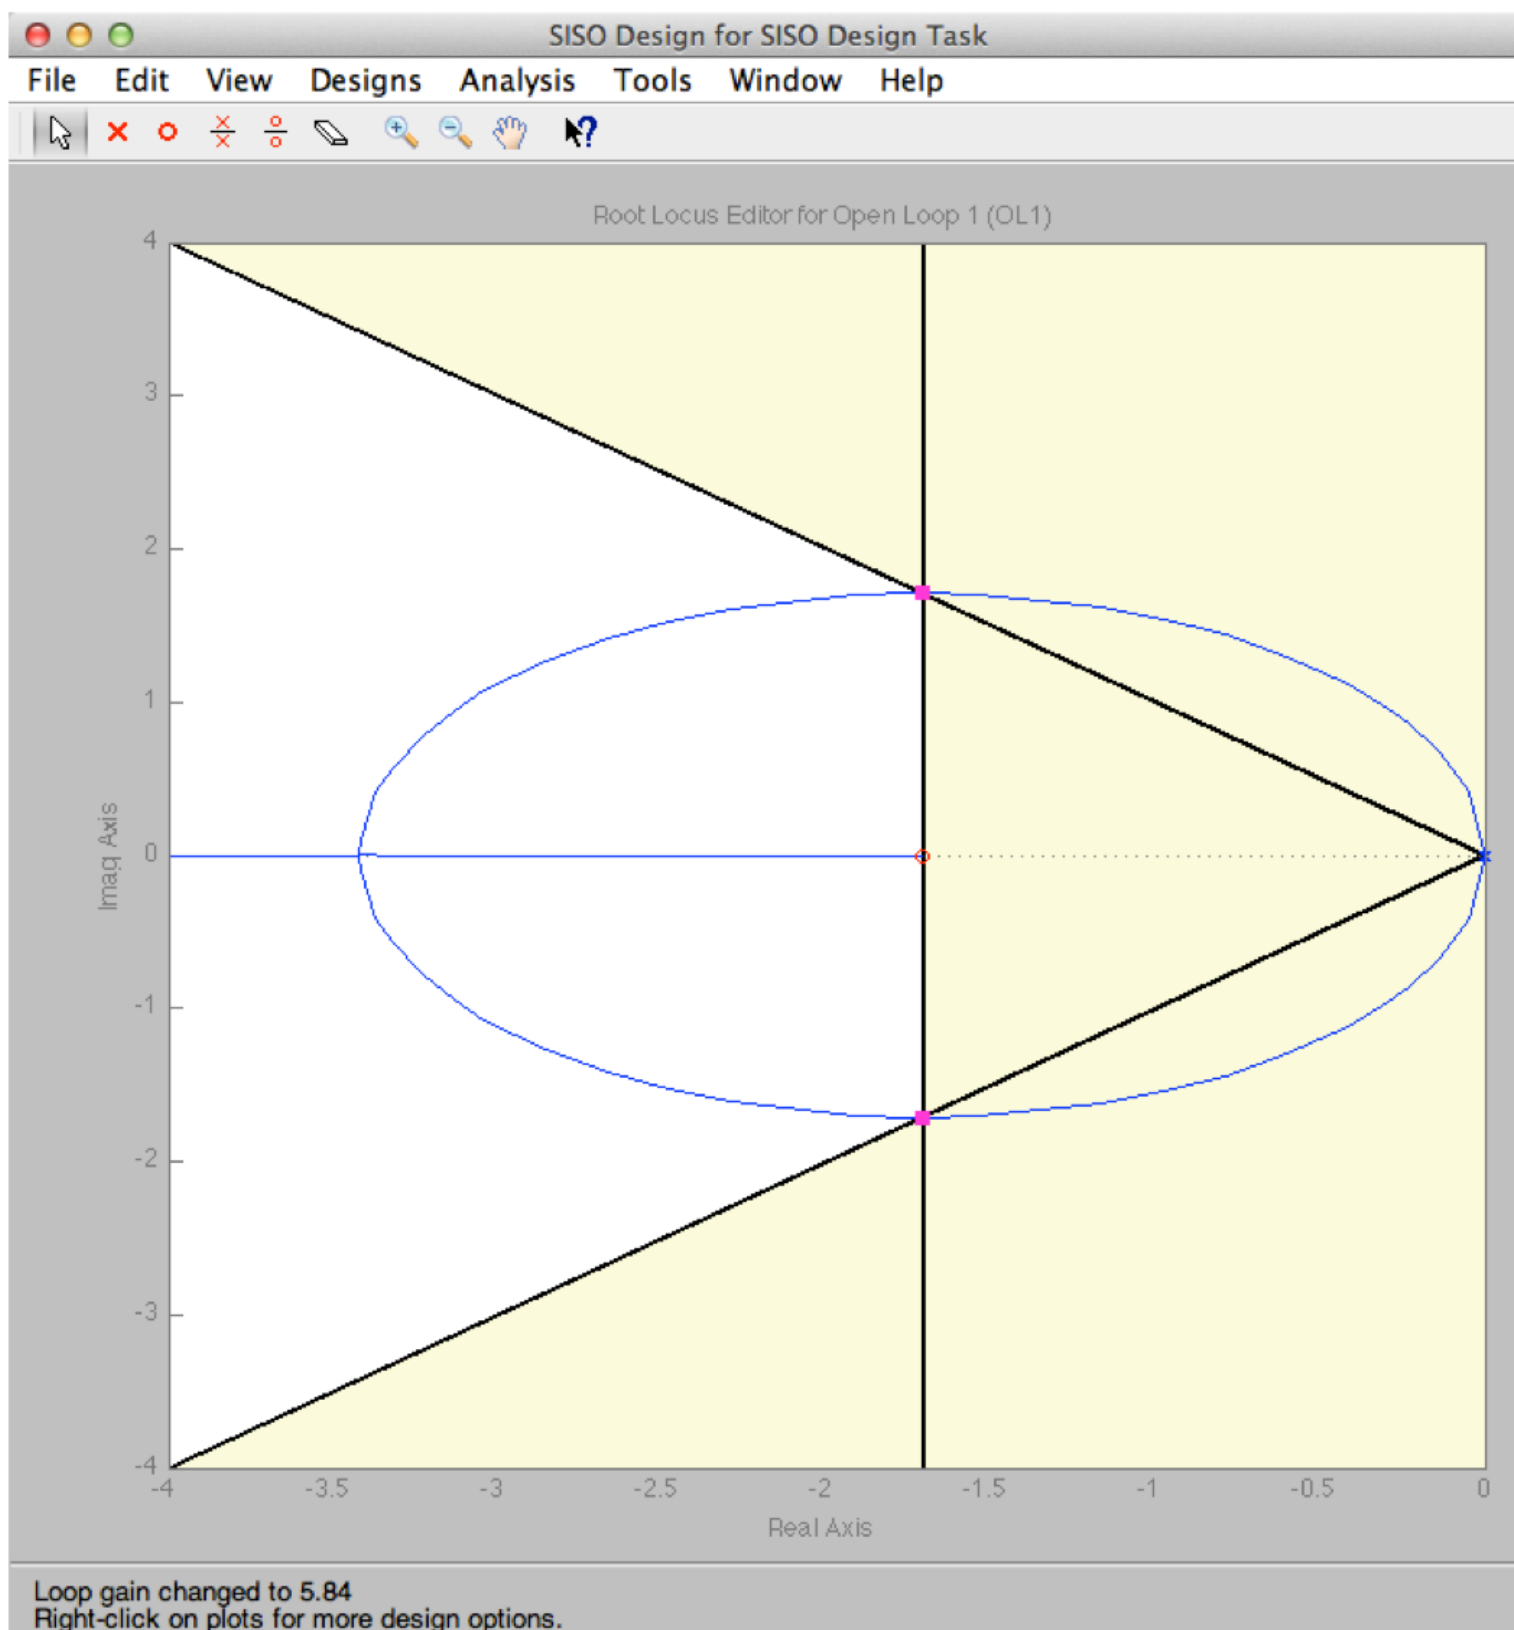 SISO Design for SISO Design Task
File Edit View Designs Analysis Tools Window Help
Root Locus Editor for Open Loop 1 (OL1)
4
3
2
1
0
-1
-2
-3
-4
Imag Axis
-4 -3.5 -3 -2.5 -2 -1.5 -1 -0.5 0
Real Axis
Loop gain changed to 5.84
Right-click on plots for more design options.